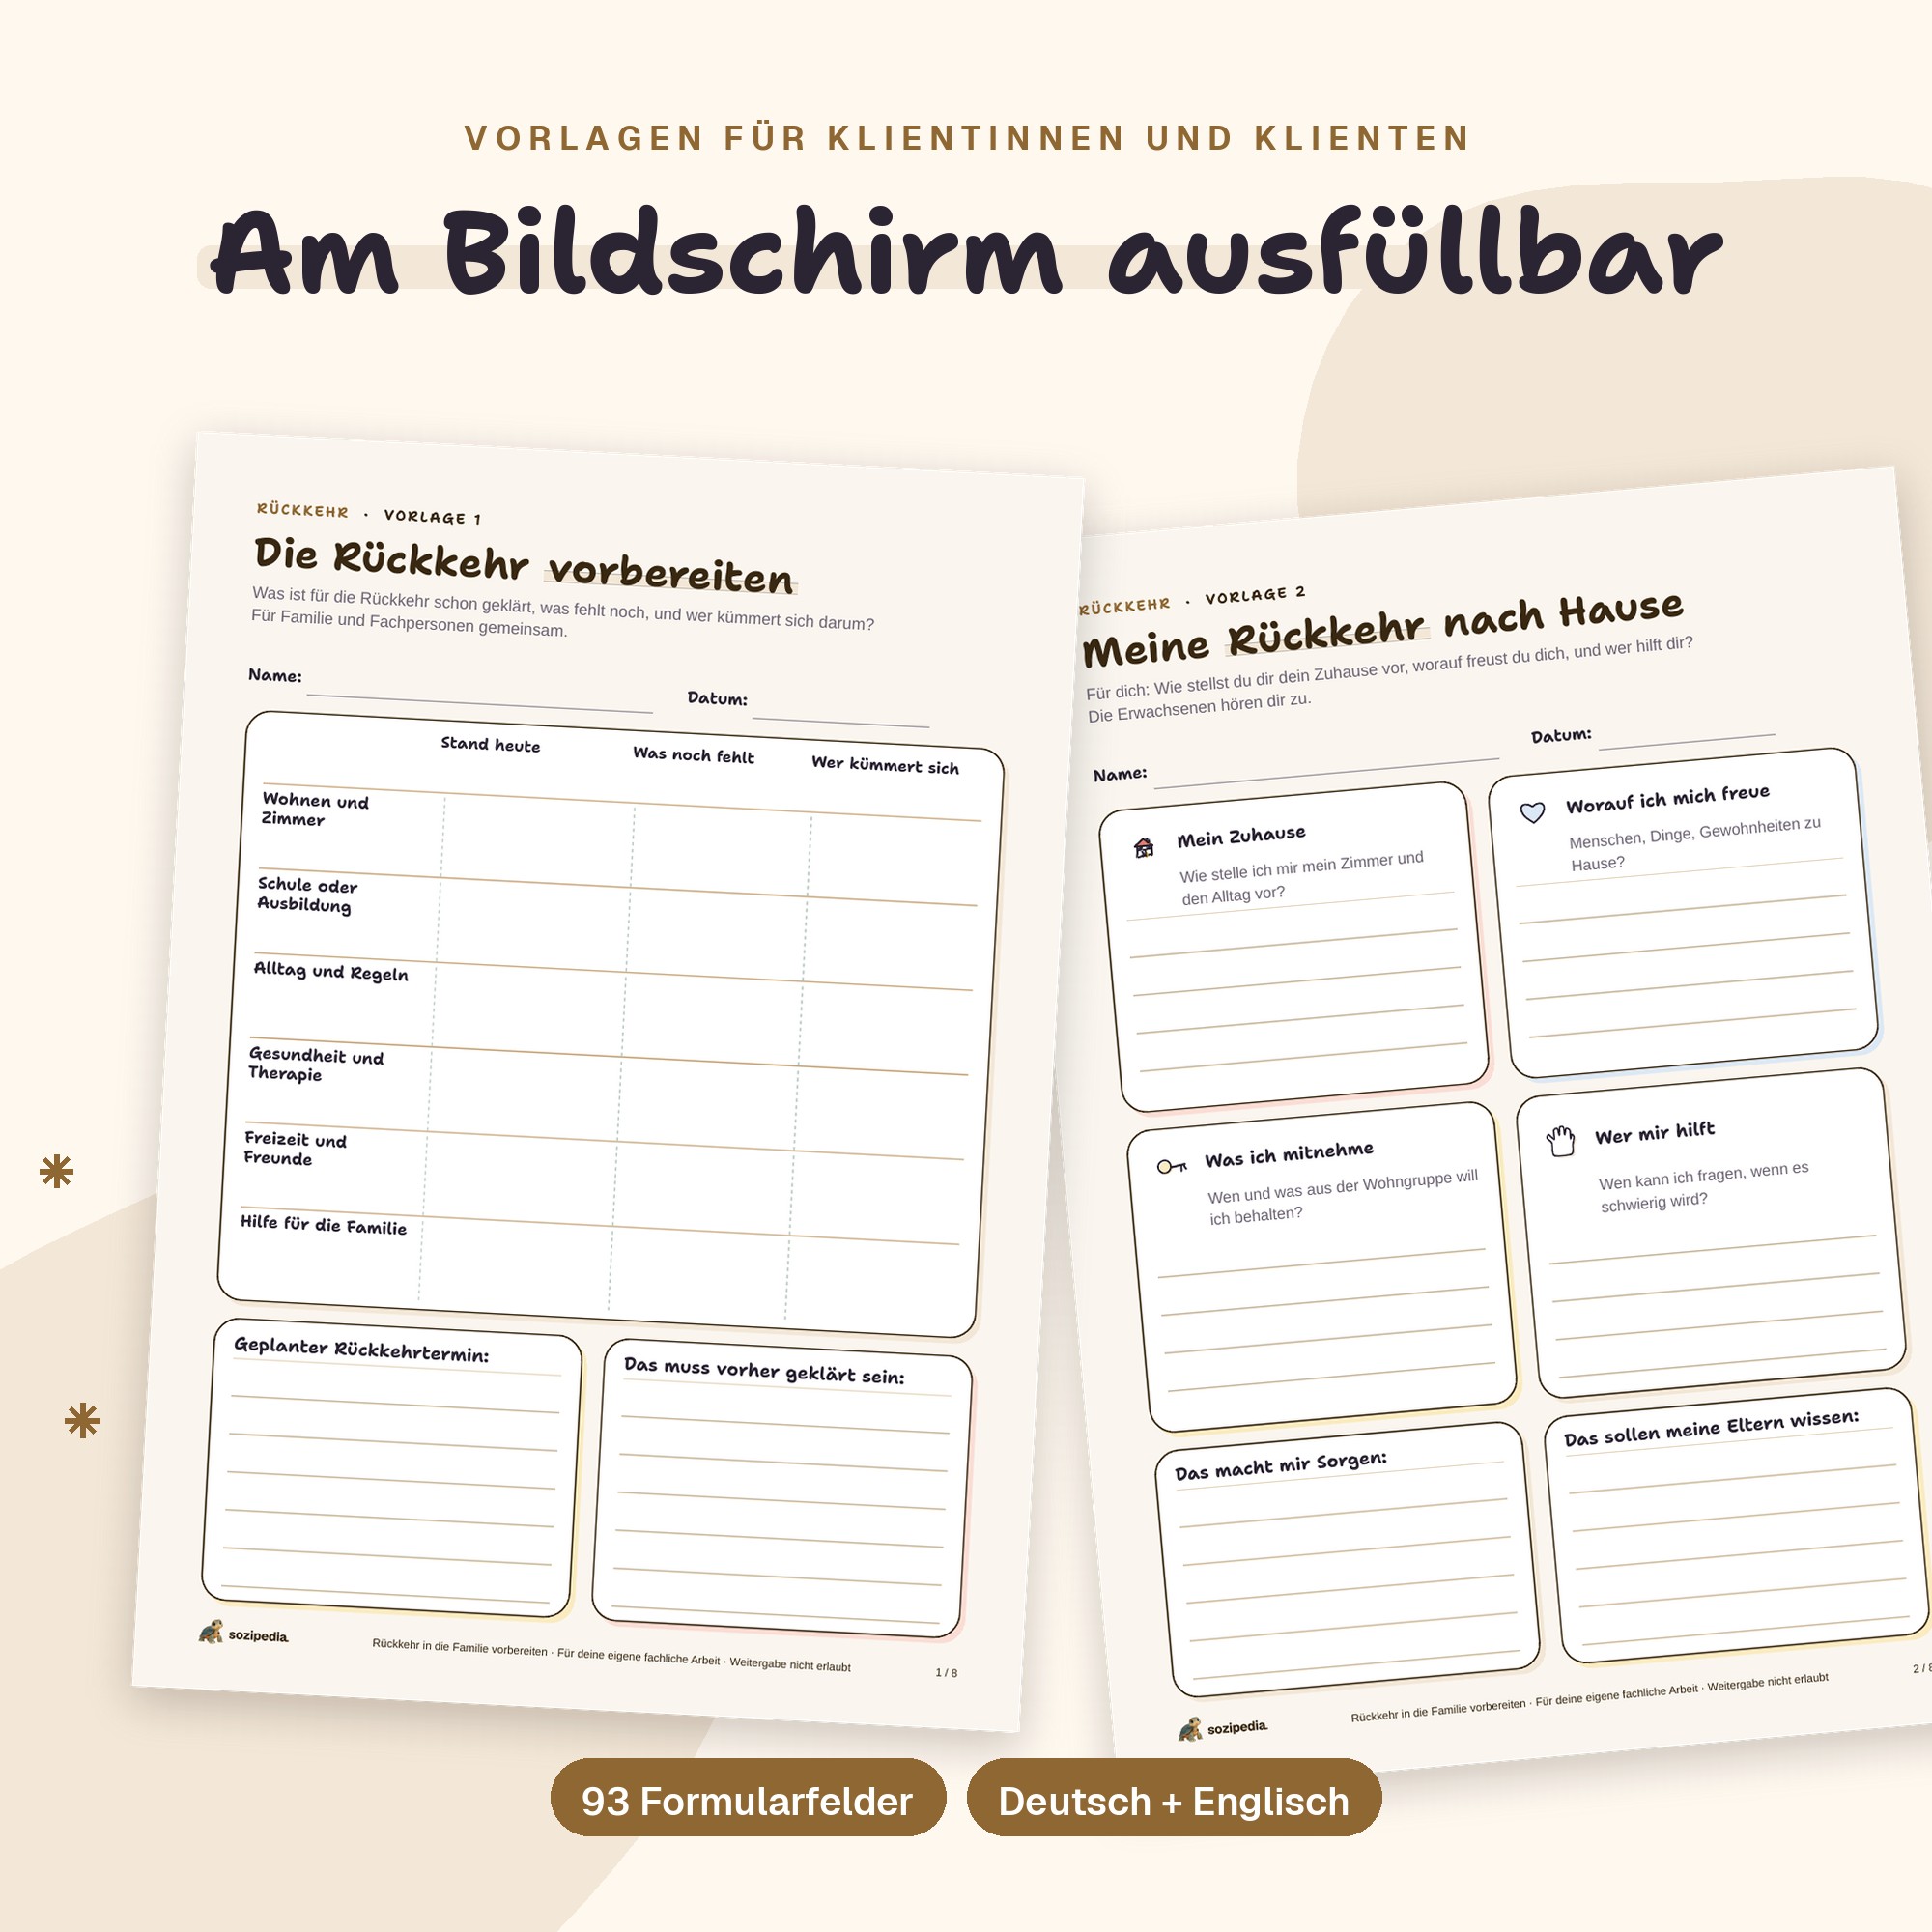 VORLAGEN FÜR KLIENTINNEN UND KLIENTEN
Am Bildschirm ausfüllbar
RÜCKKEHR · VORLAGE 1
Die Rückkehr vorbereiten
Was ist für die Rückkehr schon geklärt, was fehlt noch, und wer kümmert sich darum?
Für Familie und Fachpersonen gemeinsam.
Name:
Datum:
Stand heute
Was noch fehlt
Wer kümmert sich
Wohnen und
Zimmer
Schule oder
Ausbildung
Alltag und Regeln
Gesundheit und
Therapie
Freizeit und
Freunde
Hilfe für die Familie
Geplanter Rückkehrtermin:
Das muss vorher geklärt sein:
sozipedia.
Rückkehr in die Familie vorbereiten · Für deine eigene fachliche Arbeit · Weitergabe nicht erlaubt
1 / 8
RÜCKKEHR · VORLAGE 2
Meine Rückkehr nach Hause
Für dich: Wie stellst du dir dein Zuhause vor, worauf freust du dich, und wer hilft dir?
Die Erwachsenen hören dir zu.
Name:
Datum:
Mein Zuhause
Wie stelle ich mir mein Zimmer und
den Alltag vor?
Worauf ich mich freue
Menschen, Dinge, Gewohnheiten zu
Hause?
Was ich mitnehme
Wen und was aus der Wohngruppe will
ich behalten?
Wer mir hilft
Wen kann ich fragen, wenn es
schwierig wird?
Das macht mir Sorgen:
Das sollen meine Eltern wissen:
sozipedia.
Rückkehr in die Familie vorbereiten · Für deine eigene fachliche Arbeit · Weitergabe nicht erlaubt
2 / 8
93 Formularfelder
Deutsch + Englisch